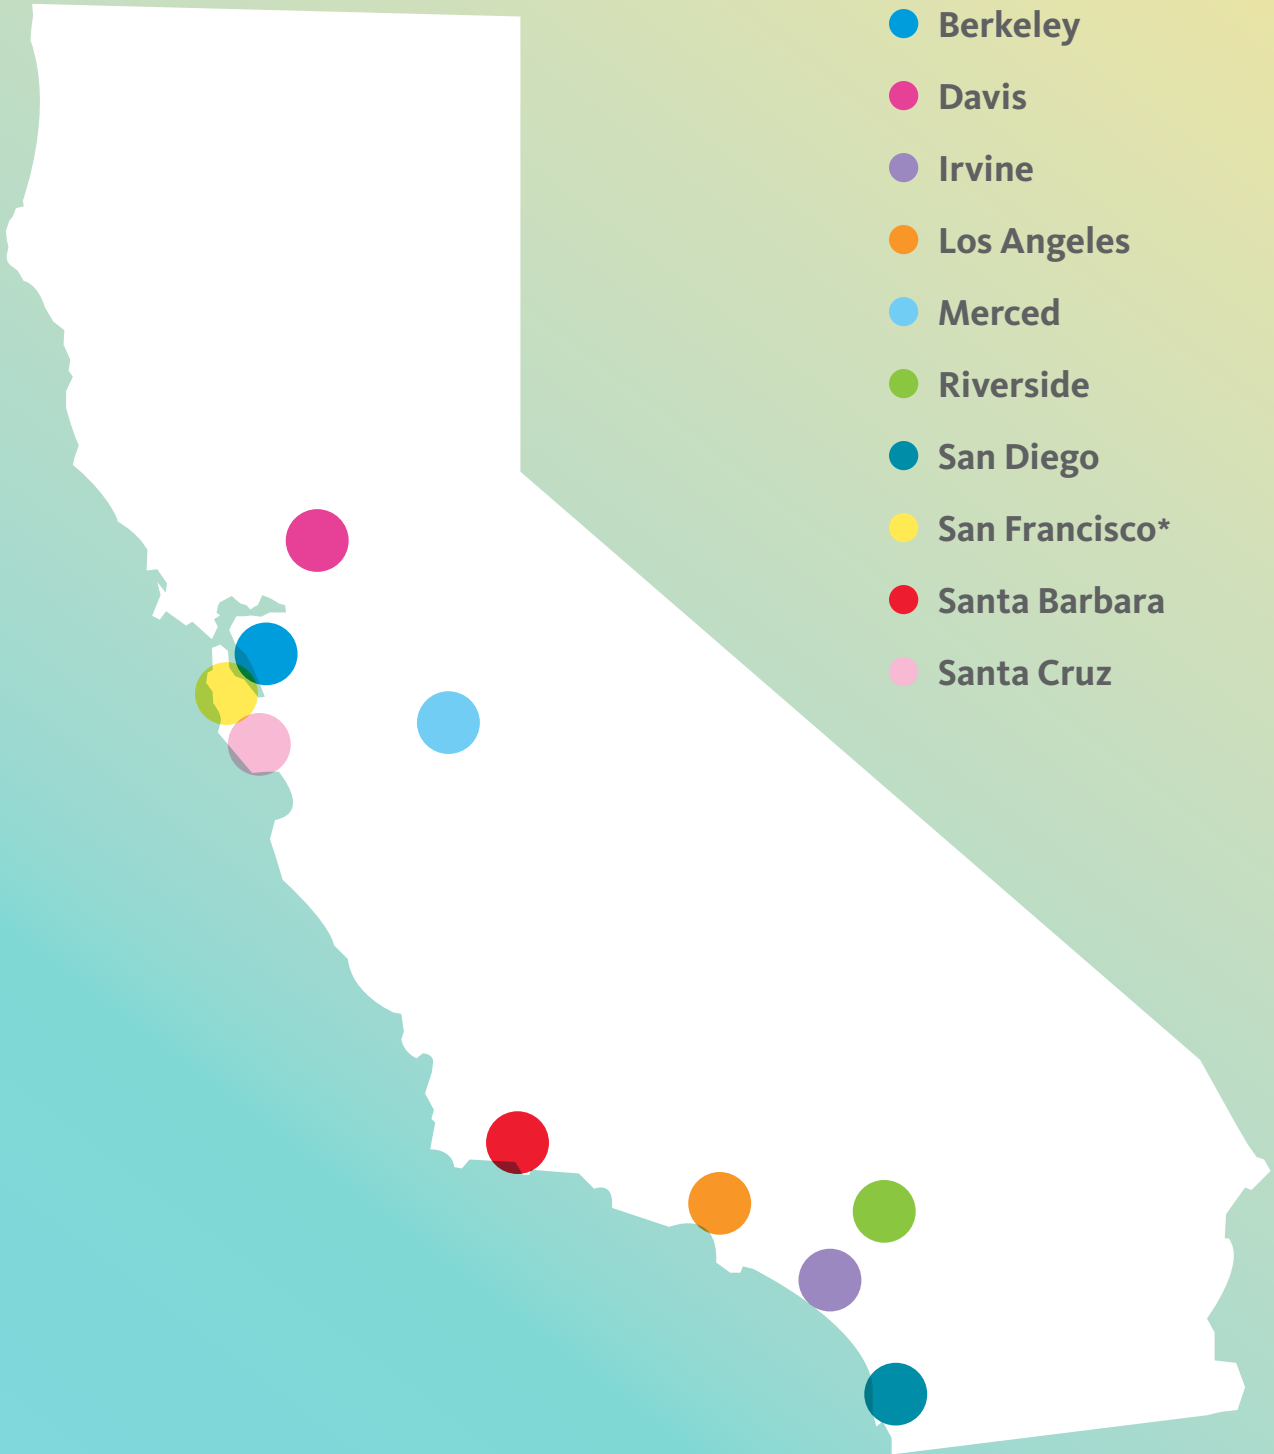 Berkeley
Davis
Irvine
Los Angeles
Merced
Riverside
San Diego
San Francisco*
Santa Barbara
Santa Cruz